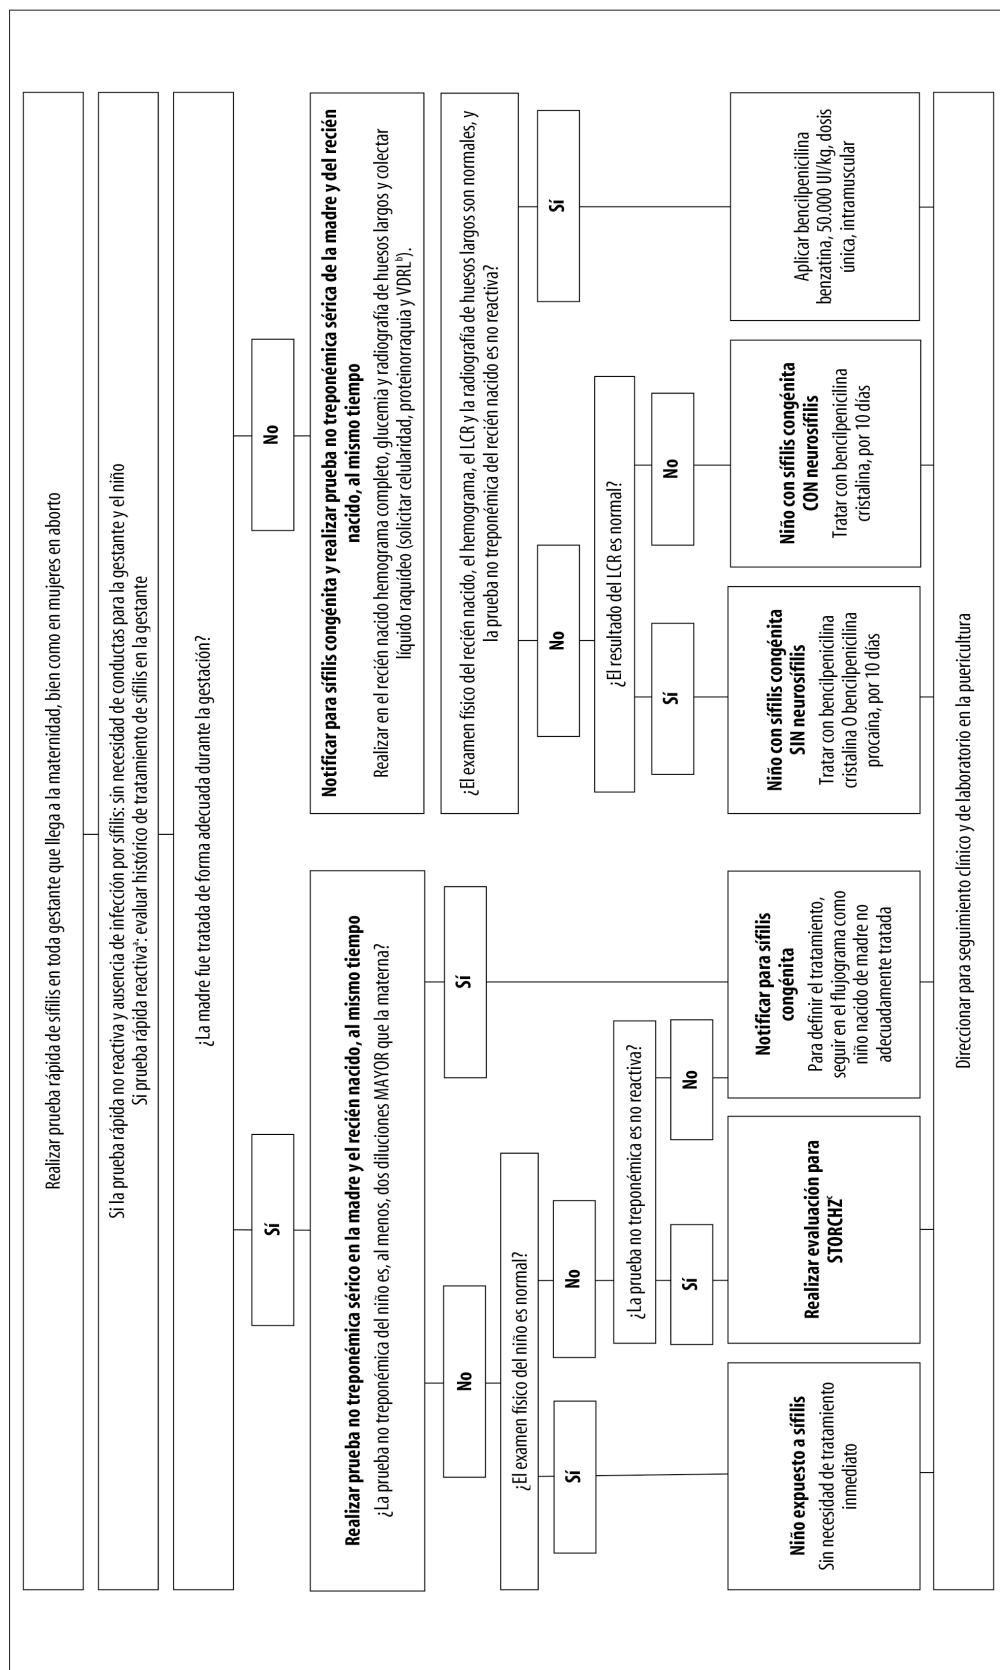 Realizar prueba rápida de sífilis en toda gestante que llega a la maternidad, bien como en mujeres en aborto
Si la prueba rápida no reactiva y ausencia de infección por sífilis: sin necesidad de conductas para la gestante y el niño
Si prueba rápida reactivaª: evaluar histórico de tratamiento de sífilis en la gestante
¿La madre fue tratada de forma adecuada durante la gestación?
Sí
Realizar prueba no treponémica sérico en la madre y el recién nacido, al mismo tiempo
¿La prueba no treponémica del niño es, al menos, dos diluciones MAYOR que la materna?
No
Sí
¿El examen físico del niño es normal?
Sí
No
¿La prueba no treponémica es no reactiva?
Sí
No
Niño expuesto a sífilis
Sin necesidad de tratamiento
inmediato
Realizar evaluación para
STORCHZᶜ
Notificar para sífilis
congénita
Para definir el tratamiento,
seguir en el flujograma como
niño nacido de madre no
adecuadamente tratada
No
Notificar para sífilis congénita y realizar prueba no treponémica sérica de la madre y del recién
nacido, al mismo tiempo
Realizar en el recién nacido hemograma completo, glucemia y radiografía de huesos largos y colectar
líquido raquídeo (solicitar celularidad, proteinorraquia y VDRLᵇ).
¿El examen físico del recién nacido, el hemograma, el LCR y la radiografía de huesos largos son normales, y
la prueba no treponémica del recién nacido es no reactiva?
No
Sí
¿El resultado del LCR es normal?
Sí
No
Niño con sífilis congénita
SIN neurosífilis
Tratar con bencilpenicilina
cristalina O bencilpenicilina
procaína, por 10 días
Niño con sífilis congénita
CON neurosífilis
Tratar con bencilpenicilina
cristalina, por 10 días
Aplicar bencilpenicilina
benzatina, 50.000 UI/kg, dosis
única, intramuscular
Direccionar para seguimiento clínico y de laboratorio en la puericultura